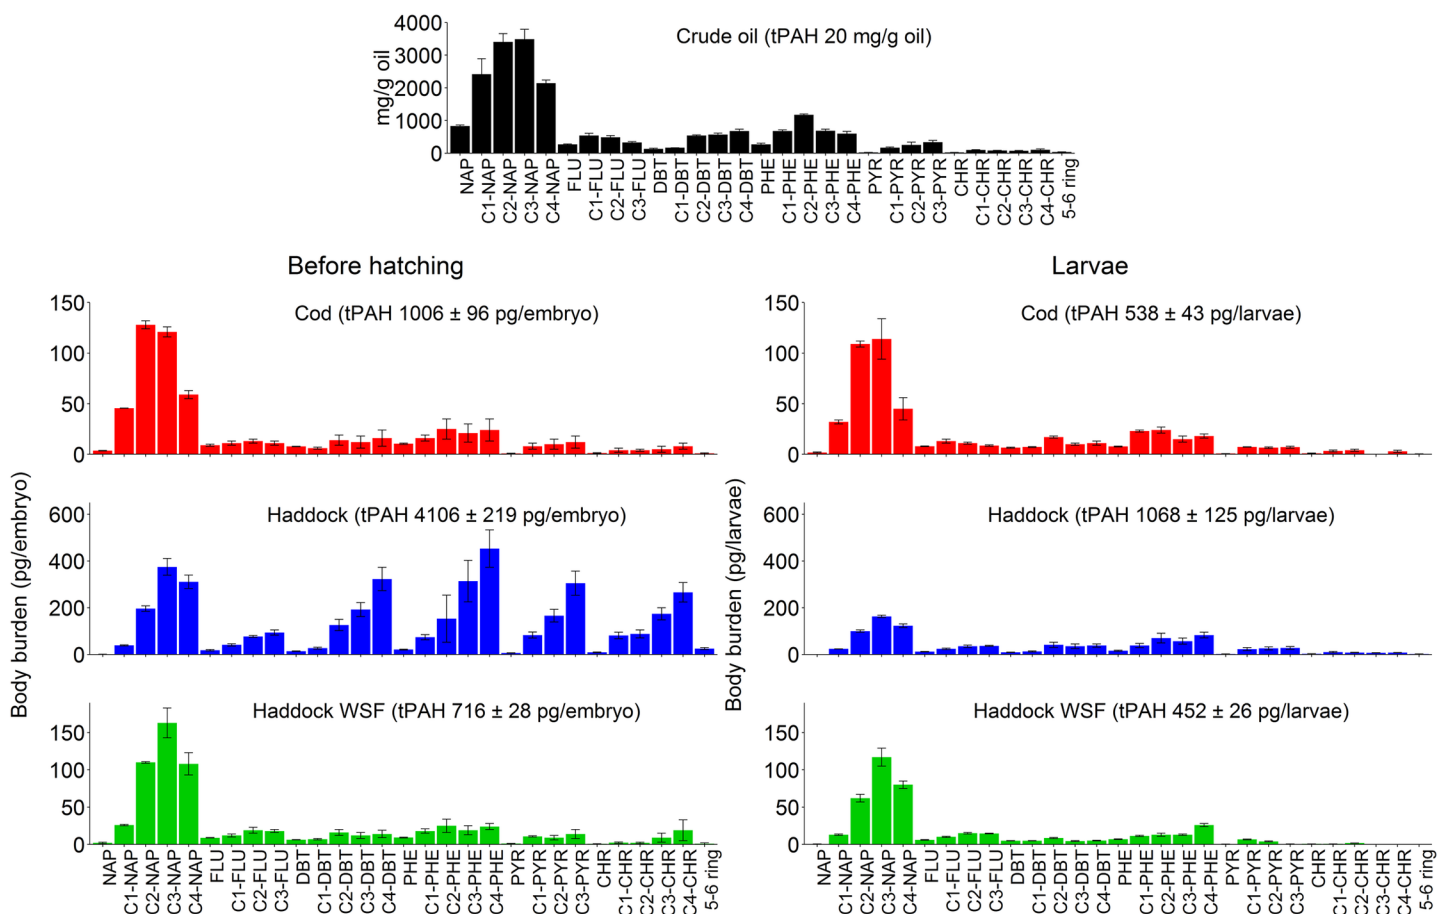 Crude oil (tPAH 20 mg/g oil)
mg/g oil
4000
3000
2000
1000
0
NAP
C1-NAP
C2-NAP
C3-NAP
C4-NAP
FLU
C1-FLU
C2-FLU
C3-FLU
DBT
C1-DBT
C2-DBT
C3-DBT
C4-DBT
PHE
C1-PHE
C2-PHE
C3-PHE
C4-PHE
PYR
C1-PYR
C2-PYR
C3-PYR
CHR
C1-CHR
C2-CHR
C3-CHR
C4-CHR
5-6 ring
Before hatching
Body burden (pg/embryo)
Cod (tPAH 1006 ± 96 pg/embryo)
150
100
50
0
Haddock (tPAH 4106 ± 219 pg/embryo)
600
400
200
0
Haddock WSF (tPAH 716 ± 28 pg/embryo)
150
100
50
0
NAP
C1-NAP
C2-NAP
C3-NAP
C4-NAP
FLU
C1-FLU
C2-FLU
C3-FLU
DBT
C1-DBT
C2-DBT
C3-DBT
C4-DBT
PHE
C1-PHE
C2-PHE
C3-PHE
C4-PHE
PYR
C1-PYR
C2-PYR
C3-PYR
CHR
C1-CHR
C2-CHR
C3-CHR
C4-CHR
5-6 ring
Larvae
Body burden (pg/larvae)
Cod (tPAH 538 ± 43 pg/larvae)
150
100
50
0
Haddock (tPAH 1068 ± 125 pg/larvae)
600
400
200
0
Haddock WSF (tPAH 452 ± 26 pg/larvae)
150
100
50
0
NAP
C1-NAP
C2-NAP
C3-NAP
C4-NAP
FLU
C1-FLU
C2-FLU
C3-FLU
DBT
C1-DBT
C2-DBT
C3-DBT
C4-DBT
PHE
C1-PHE
C2-PHE
C3-PHE
C4-PHE
PYR
C1-PYR
C2-PYR
C3-PYR
CHR
C1-CHR
C2-CHR
C3-CHR
C4-CHR
5-6 ring